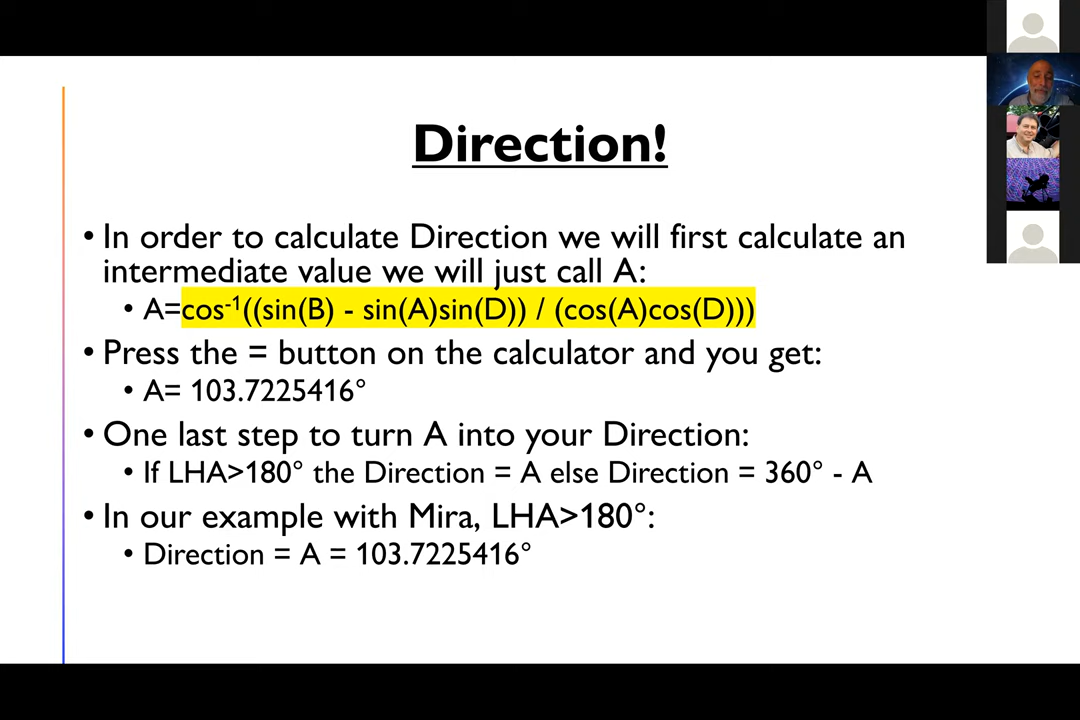 Direction!
• In order to calculate Direction we will first calculate an
intermediate value we will just call A:
• A=cos⁻¹((sin(B) - sin(A)sin(D)) / (cos(A)cos(D)))
• Press the = button on the calculator and you get:
• A= 103.7225416°
• One last step to turn A into your Direction:
• If LHA>180° the Direction = A else Direction = 360° - A
• In our example with Mira, LHA>180°:
• Direction = A = 103.7225416°